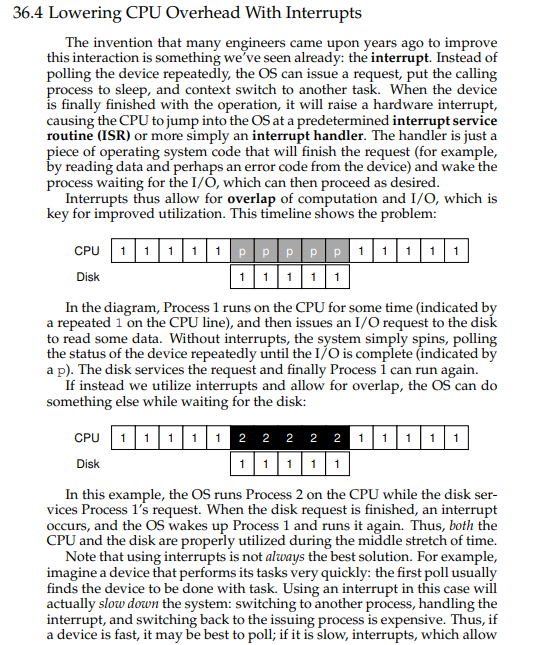 36.4 Lowering CPU Overhead With Interrupts
The invention that many engineers came upon years ago to improve
this interaction is something we've seen already: the interrupt. Instead of
polling the device repeatedly, the OS can issue a request, put the calling
process to sleep, and context switch to another task. When the device
is finally finished with the operation, it will raise a hardware interrupt,
causing the CPU to jump into the OS at a predetermined interrupt service
routine (ISR) or more simply an interrupt handler. The handler is just a
piece of operating system code that will finish the request (for example,
by reading data and perhaps an error code from the device) and wake the
process waiting for the I/O, which can then proceed as desired.
Interrupts thus allow for overlap of computation and I/O, which is
key for improved utilization. This timeline shows the problem:
CPU 1 1 1 1 1 p p p p p 1 1 1 1 1
Disk 1 1 1 1 1
In the diagram, Process 1 runs on the CPU for some time (indicated by
a repeated 1 on the CPU line), and then issues an I/O request to the disk
to read some data. Without interrupts, the system simply spins, polling
the status of the device repeatedly until the I/O is complete (indicated by
a p). The disk services the request and finally Process 1 can run again.
If instead we utilize interrupts and allow for overlap, the OS can do
something else while waiting for the disk:
CPU 1 1 1 1 1 2 2 2 2 2 1 1 1 1 1
Disk 1 1 1 1 1
In this example, the OS runs Process 2 on the CPU while the disk ser-
vices Process 1's request. When the disk request is finished, an interrupt
occurs, and the OS wakes up Process 1 and runs it again. Thus, both the
CPU and the disk are properly utilized during the middle stretch of time.
Note that using interrupts is not always the best solution. For example,
imagine a device that performs its tasks very quickly: the first poll usually
finds the device to be done with task. Using an interrupt in this case will
actually slow down the system: switching to another process, handling the
interrupt, and switching back to the issuing process is expensive. Thus, if
a device is fast, it may be best to poll; if it is slow, interrupts, which allow